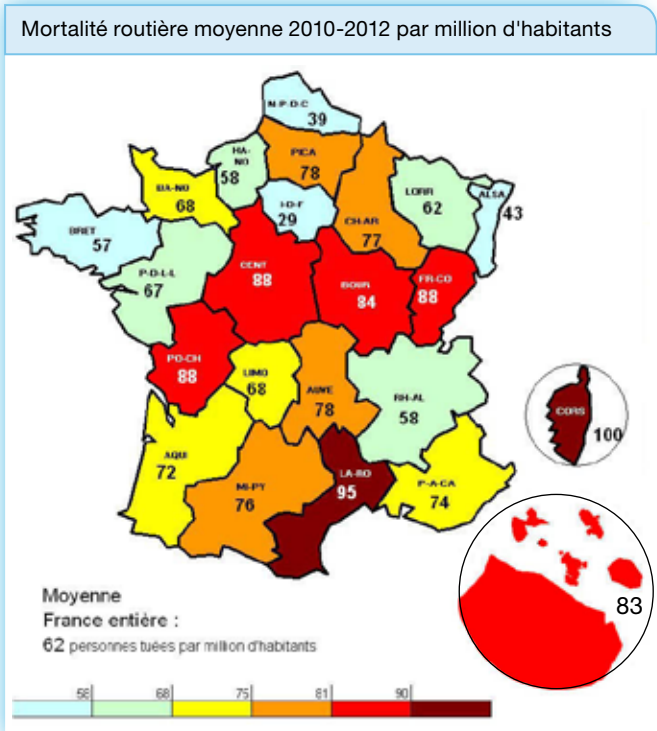 Mortalité routière moyenne 2010-2012 par million d'habitants
N-P-D-C
39
HA-NO
58
PICA
78
BA-NO
68
I-D-F
29
CH-AR
77
LORR
62
ALSA
43
BRET
57
P-D-L-L
67
CENT
88
BOUR
84
FR-CO
88
PO-CH
88
LIMO
68
AUVE
78
RH-AL
58
CORS
100
AQUI
72
MI-PY
76
LA-RO
95
P-A-CA
74
83
Moyenne
France entière :
62 personnes tuées par million d'habitants
58 68 75 81 90